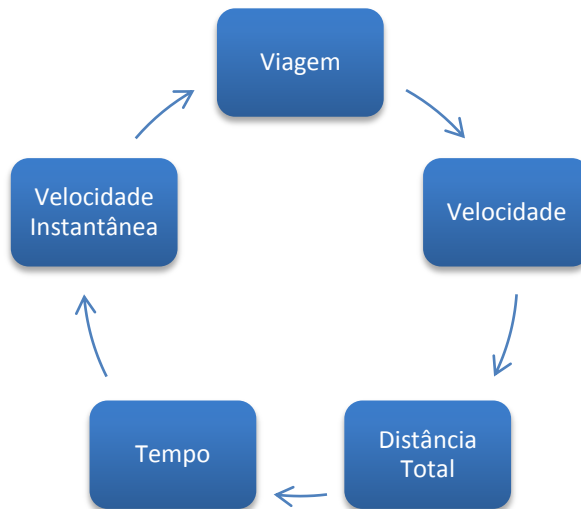 Viagem
Velocidade
Distância
Total
Tempo
Velocidade
Instantânea